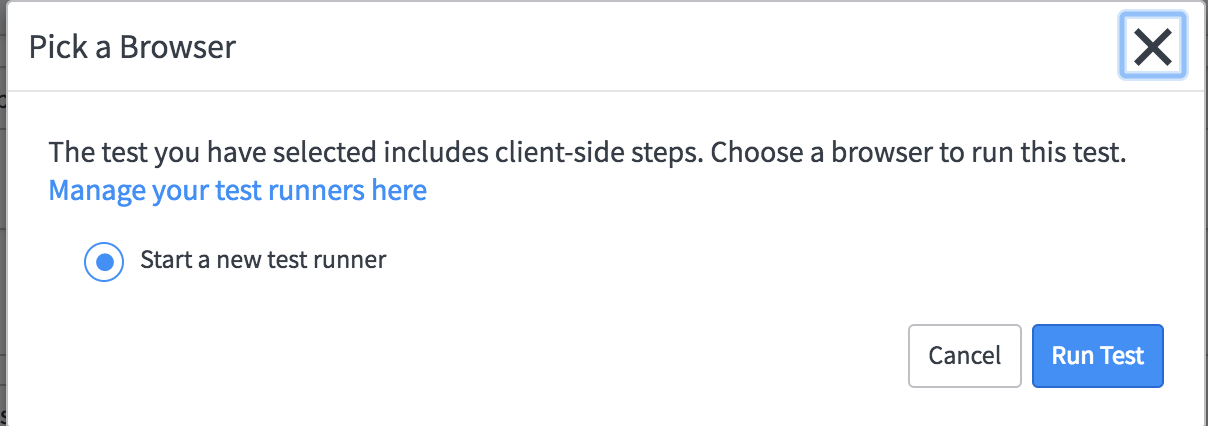 Pick a Browser
The test you have selected includes client-side steps. Choose a browser to run this test.
Manage your test runners here
Start a new test runner
Cancel
Run Test